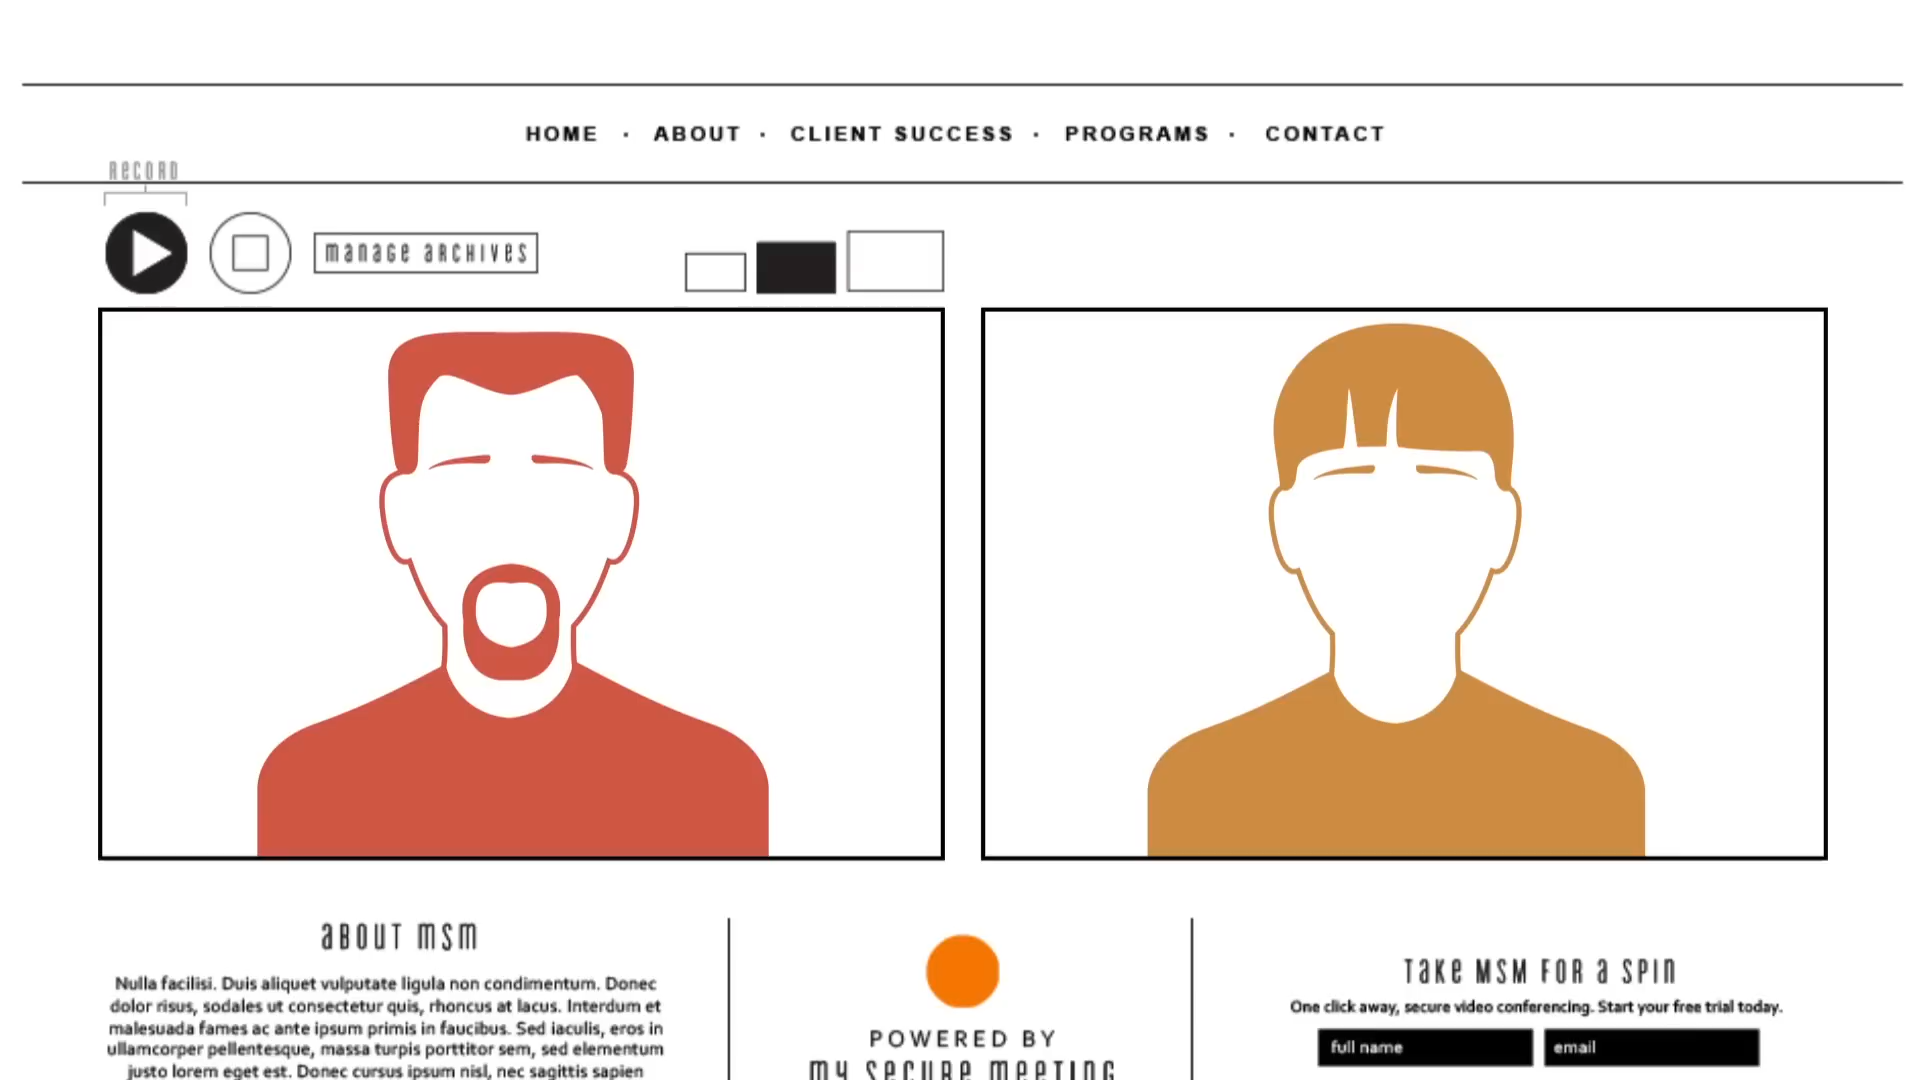 HOME · ABOUT · CLIENT SUCCESS · PROGRAMS · CONTACT
RECORD
manage ARCHIVES
ABOUT msm
Nulla facilisi. Duis aliquet vulputate ligula non condimentum. Donec
dolor risus, sodales ut consectetur quis, rhoncus at lacus. Interdum et
malesuada fames ac ante ipsum primis in faucibus. Sed iaculis, eros in
ullamcorper pellentesque, massa turpis porttitor sem, sed elementum
justo lorem eget est. Donec cursus ipsum nisl, nec sagittis sapien
POWERED BY
my SECURE MEETING
Take MSM FOR a SPIN
One click away, secure video conferencing. Start your free trial today.
full name
email